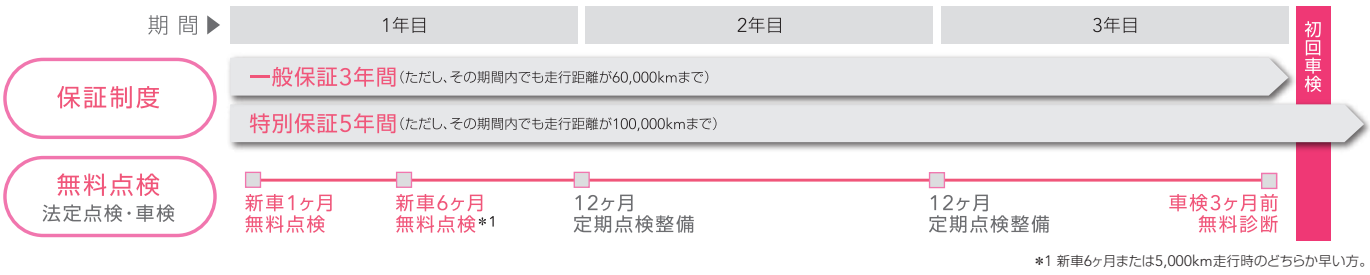 期間
1年目
2年目
3年目
初回車検
保証制度
一般保証3年間(ただし、その期間内でも走行距離が60,000kmまで)
特別保証5年間(ただし、その期間内でも走行距離が100,000kmまで)
無料点検
法定点検・車検
新車1ヶ月
無料点検
新車6ヶ月
無料点検＊1
12ヶ月
定期点検整備
12ヶ月
定期点検整備
車検3ヶ月前
無料診断
＊1 新車6ヶ月または5,000km走行時のどちらか早い方。